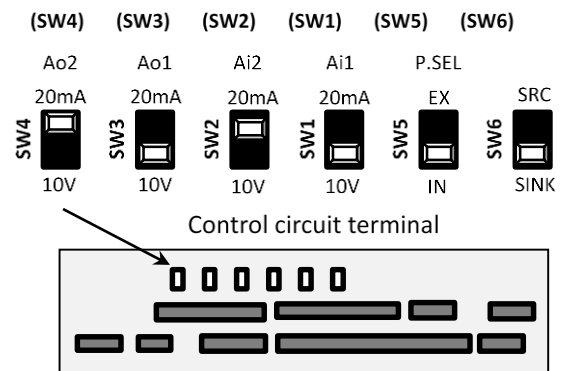 (SW4) (SW3) (SW2) (SW1) (SW5) (SW6)
Ao2 Ao1 Ai2 Ai1 P.SEL
20mA 20mA 20mA 20mA EX SRC
SW4 SW3 SW2 SW1 SW5 SW6
10V 10V 10V 10V IN SINK
Control circuit terminal